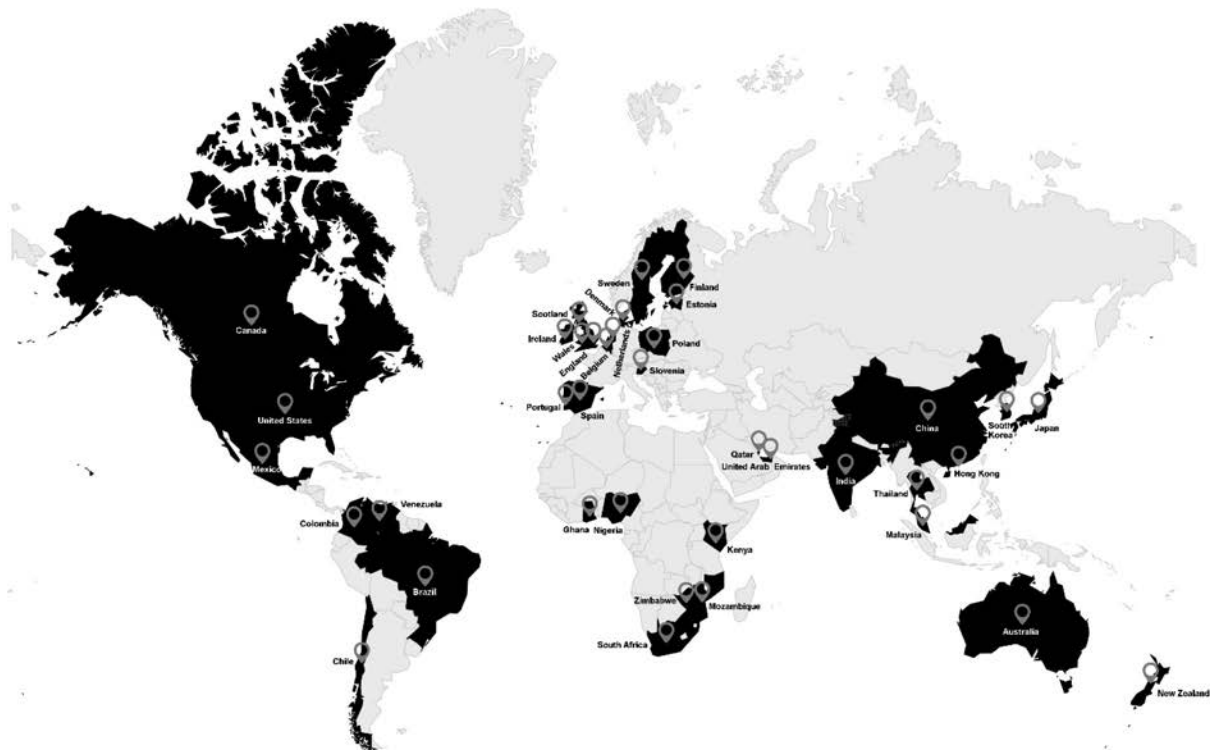 Sweden
Finland
Estonia
Denmark
Scotland
Ireland
Wales
England
Belgium
Netherlands
Poland
Slovenia
Portugal
Spain
Canada
United States
Mexico
Venezuela
Colombia
Brazil
Chile
Ghana
Nigeria
Kenya
Zimbabwe
Mozambique
South Africa
Qatar
United Arab Emirates
India
China
South
Korea
Japan
Hong Kong
Thailand
Malaysia
Australia
New Zealand